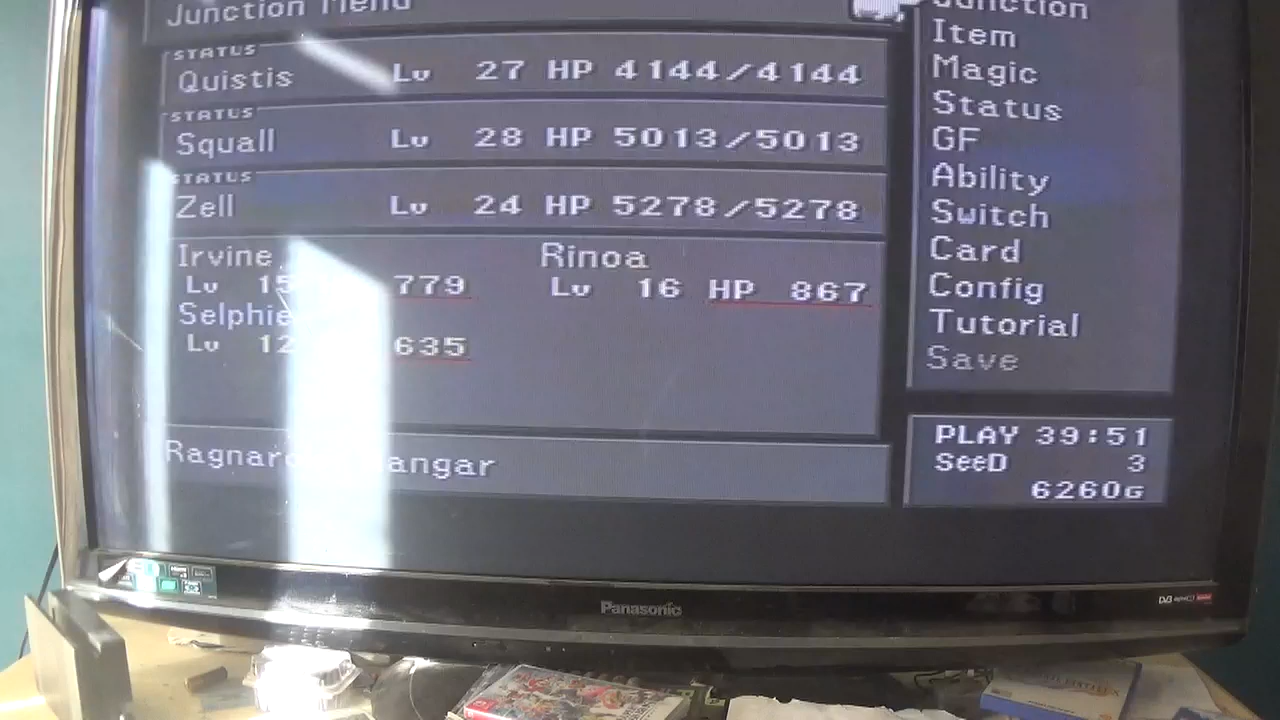 Junction Menu
Junction
STATUS
Quistis Lv 27 HP 4144/4144
Item
Magic
STATUS
Squall Lv 28 HP 5013/5013
Status
GF
STATUS
Zell Lv 24 HP 5278/5278
Ability
Switch
Irvine Rinoa
Lv 15 779 Lv 16 HP 867
Card
Config
Selphie
Lv 12 635
Tutorial
Save
PLAY 39:51
SeeD 3
6260G
Panasonic